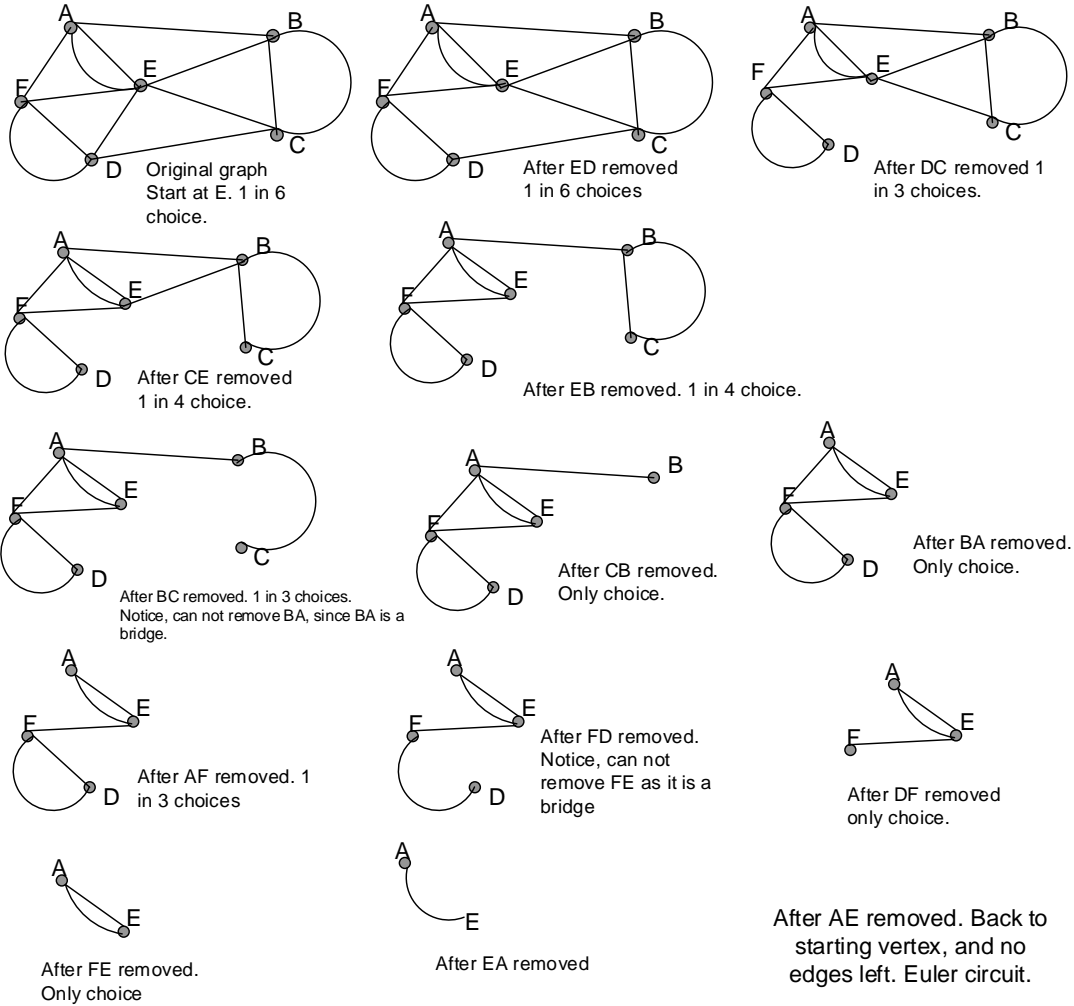 A
B
E
F
C
D
Original graph
Start at E. 1 in 6
choice.
A
B
E
F
C
D
After ED removed
1 in 6 choices
A
B
E
F
C
D
After DC removed 1
in 3 choices.
A
B
E
F
C
D
After CE removed
1 in 4 choice.
A
B
E
F
C
D
After EB removed. 1 in 4 choice.
A
B
E
F
C
D
After BC removed. 1 in 3 choices.
Notice, can not remove BA, since BA is a
bridge.
A
B
E
F
D
After CB removed.
Only choice.
A
E
F
D
After BA removed.
Only choice.
A
E
F
D
After AF removed. 1
in 3 choices
A
E
F
D
After FD removed.
Notice, can not
remove FE as it is a
bridge
A
E
F
After DF removed
only choice.
A
E
After FE removed.
Only choice
A
E
After EA removed
After AE removed. Back to
starting vertex, and no
edges left. Euler circuit.